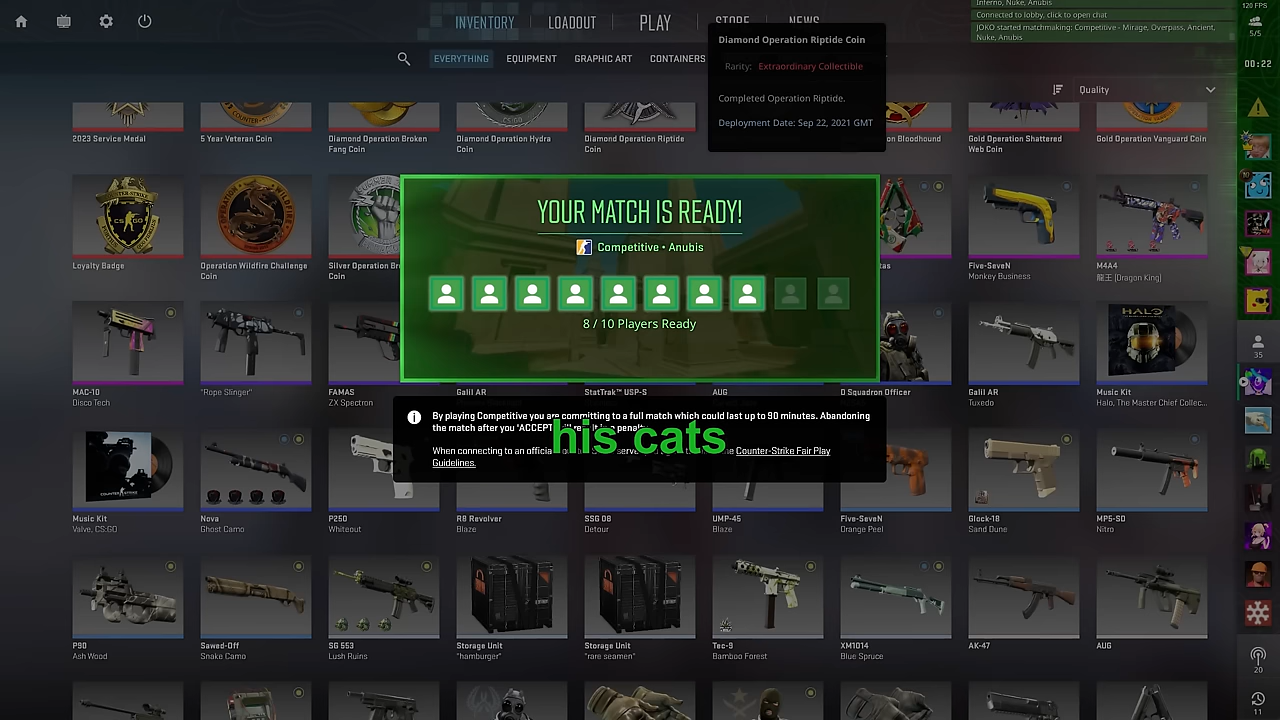 INVENTORY
LOADOUT
PLAY
STORE
NEWS
120 FPS
Inferno, Nuke, Anubis
Connected to lobby, click to open chat
JOKO started matchmaking: Competitive - Mirage, Overpass, Ancient,
Nuke, Anubis
5/5
00:22
EVERYTHING
EQUIPMENT
GRAPHIC ART
CONTAINERS
Quality
Diamond Operation Riptide Coin
Rarity: Extraordinary Collectible
Completed Operation Riptide.
Deployment Date: Sep 22, 2021 GMT
2023 Service Medal
5 Year Veteran Coin
Diamond Operation Broken
Fang Coin
Diamond Operation Hydra
Coin
Diamond Operation Riptide
Coin
Bloodhound
Gold Operation Shattered
Web Coin
Gold Operation Vanguard Coin
YOUR MATCH IS READY!
Competitive • Anubis
8 / 10 Players Ready
Loyalty Badge
Operation Wildfire Challenge
Coin
Silver Operation
Five-SeveN
Monkey Business
M4A4
龍王 (Dragon King)
35
MAC-10
Disco Tech
"Rope Slinger"
FAMAS
ZX Spectron
Galil AR
StatTrak™ USP-S
AUG
D Squadron Officer
Galil AR
Tuxedo
HALO
Music Kit
Halo, The Master Chief Collec...
By playing Competitive you are committing to a full match which could last up to 90 minutes. Abandoning
the match after you 'ACCEPT'
his cats
When connecting to an official
Counter-Strike Fair Play
Guidelines.
Music Kit
Valve, CS:GO
Nova
Ghost Camo
P250
Whiteout
R8 Revolver
Blaze
SSG 08
Detour
UMP-45
Blaze
Five-SeveN
Orange Peel
Glock-18
Sand Dune
MP5-SD
Nitro
P90
Ash Wood
Sawed-Off
Snake Camo
SG 553
Lush Ruins
Storage Unit
"hamburger"
Storage Unit
"rare seamen"
Tec-9
Bamboo Forest
XM1014
Blue Spruce
AK-47
AUG
20
11